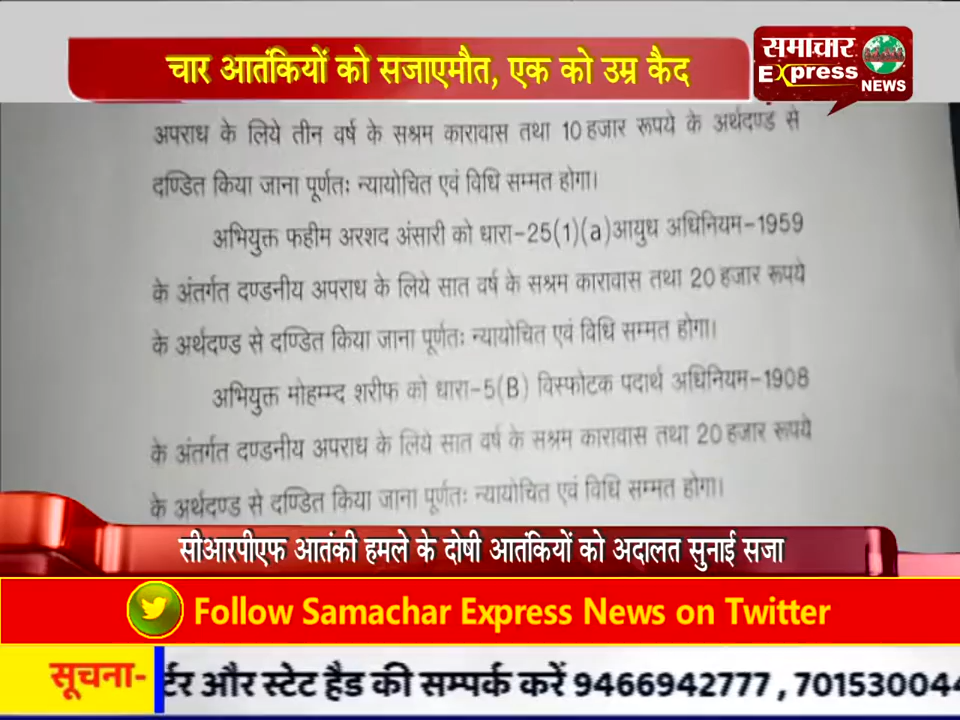 चार आतंकियों को सजाएमौत, एक को उम्र कैद
समाचार
Express
NEWS
अपराध के लिये तीन वर्ष के सश्रम कारावास तथा 10 हजार रूपये के अर्थदण्ड से
दण्डित किया जाना पूर्णतः न्यायोचित एवं विधि सम्मत होगा।
अभियुक्त फहीम अरशद अंसारी को धारा-25(1)(a)आयुध अधिनियम-1959
के अंतर्गत दण्डनीय अपराध के लिये सात वर्ष के सश्रम कारावास तथा 20 हजार रूपये
के अर्थदण्ड से दण्डित किया जाना पूर्णतः न्यायोचित एवं विधि सम्मत होगा।
अभियुक्त मोहम्म्द शरीफ को धारा-5(B) विस्फोटक पदार्थ अधिनियम-1908
के अंतर्गत दण्डनीय अपराध के लिये सात वर्ष के सश्रम कारावास तथा 20 हजार रूपये
के अर्थदण्ड से दण्डित किया जाना पूर्णतः न्यायोचित एवं विधि सम्मत होगा।
सीआरपीएफ आतंकी हमले के दोषी आतंकियों को अदालत सुनाई सजा
Follow Samachar Express News on Twitter
सूचना- र्टर और स्टेट हैड की सम्पर्क करें 9466942777 , 701530044